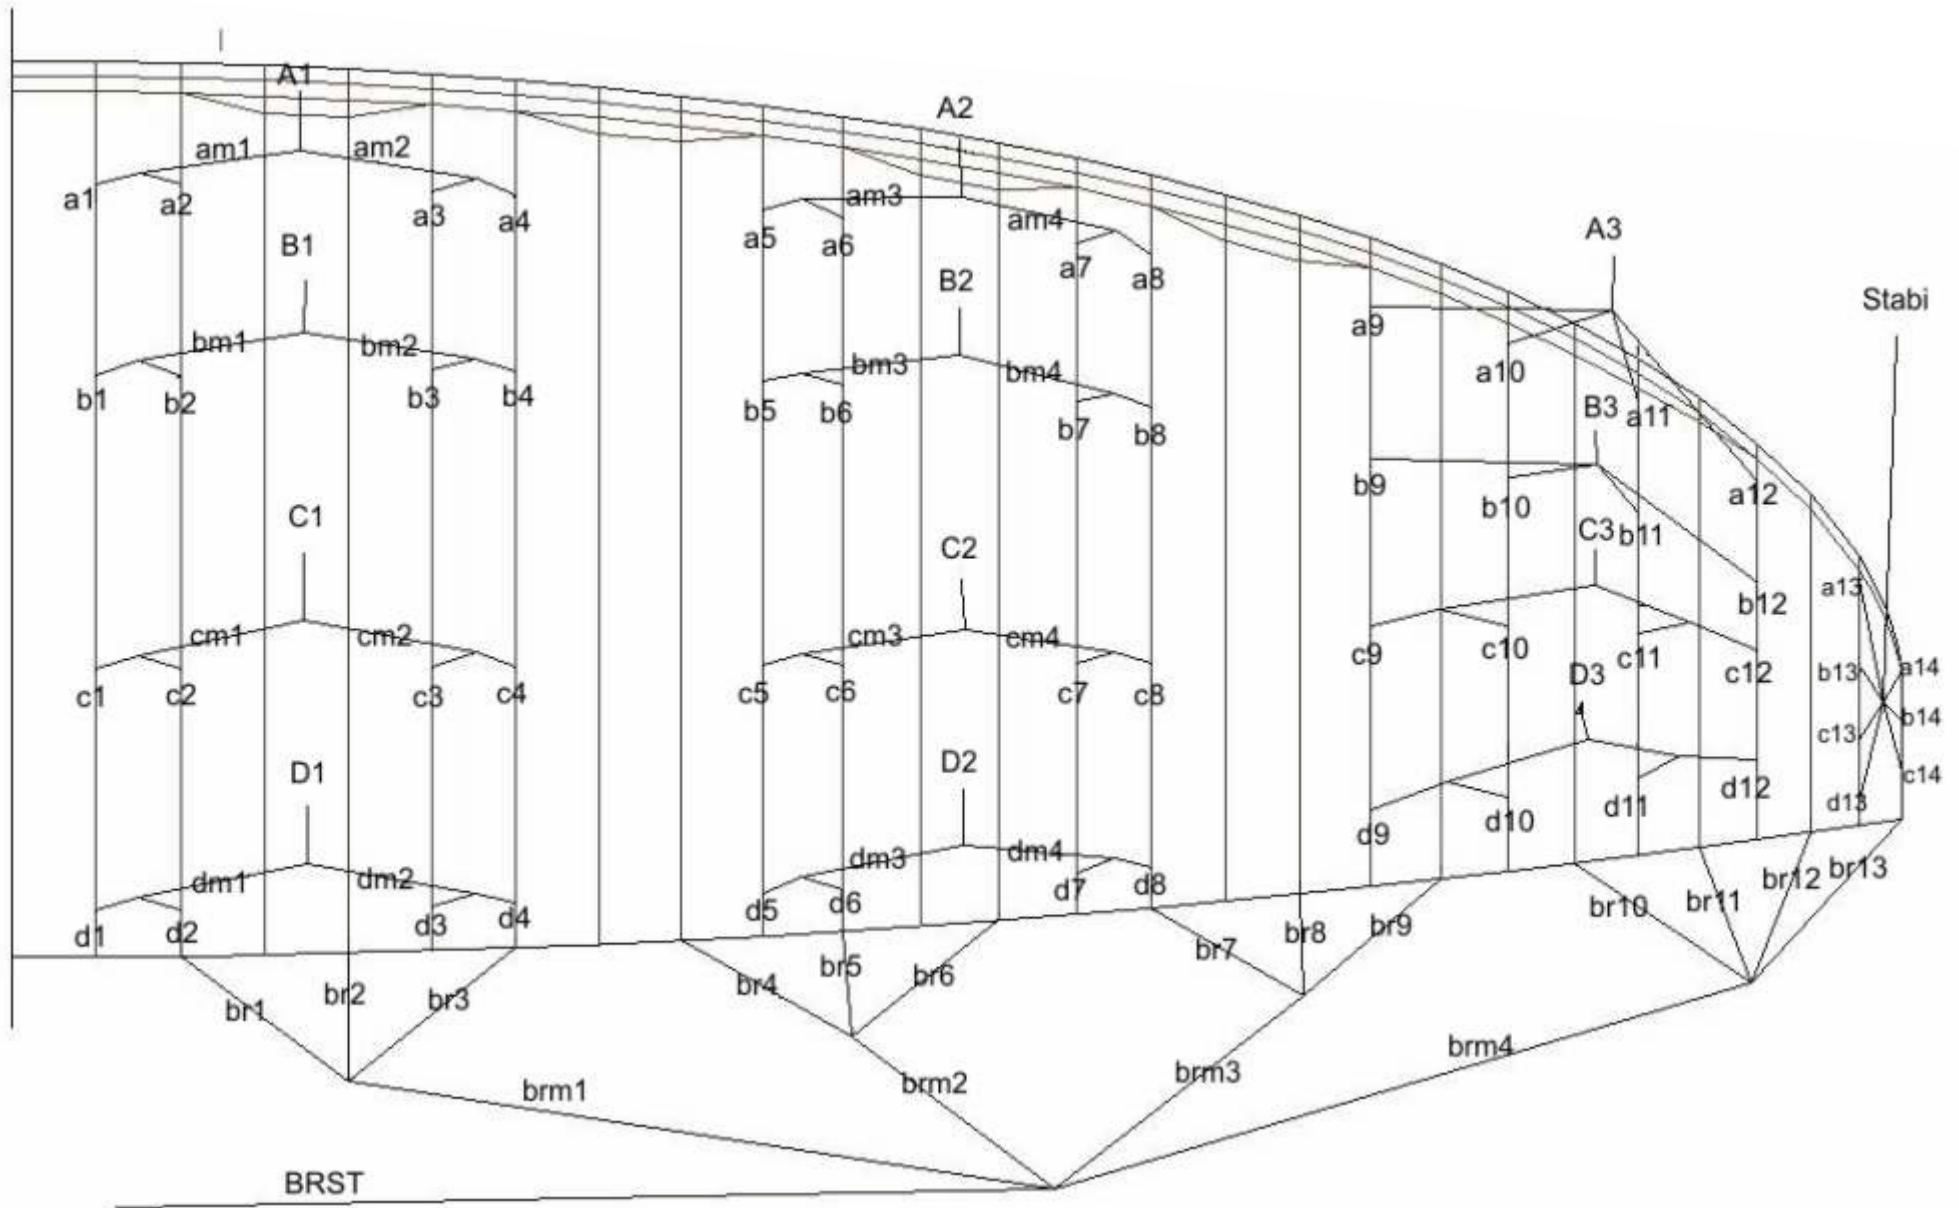 A1
A2
am1 am2
a1 a2 a3 a4
am3 am4
a5 a6 a7 a8
A3
B1
B2
Stabi
a9
a10
a11
a12
bm1 bm2
b1 b2 b3 b4
bm3 bm4
b5 b6 b7 b8
B3
b9
b10
b11
b12
C1
C2
C3
cm1 cm2
c1 c2 c3 c4
cm3 cm4
c5 c6 c7 c8
c9 c10 c11 c12
a13
b13
c13
d13
a14
b14
c14
D1
D2
D3
dm1 dm2
d1 d2 d3 d4
dm3 dm4
d5 d6 d7 d8
d9 d10 d11 d12
br1 br2 br3
br4 br5 br6
br7 br8 br9
br10 br11 br12 br13
brm1
brm2
brm3
brm4
BRST